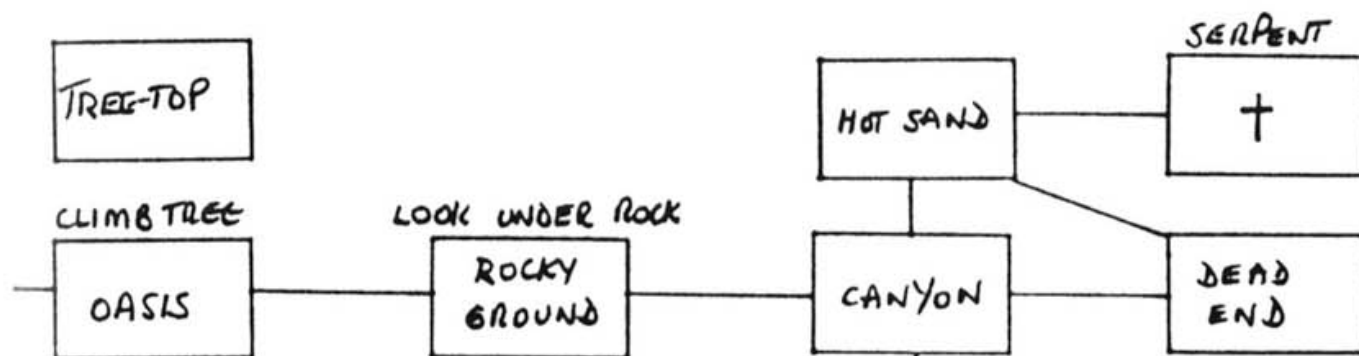 SERPENT
TREE-TOP
HOT SAND
†
CLIMB TREE
LOOK UNDER ROCK
OASIS
ROCKY
GROUND
CANYON
DEAD
END